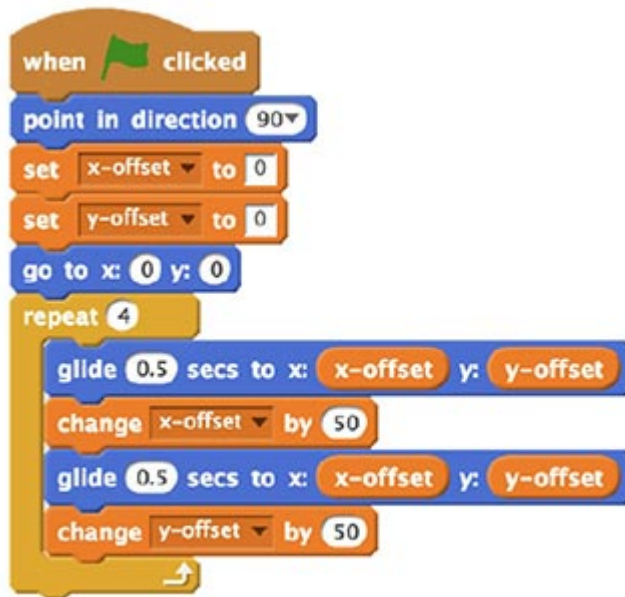 when clicked
point in direction 90
set x-offset to 0
set y-offset to 0
go to x: 0 y: 0
repeat 4
glide 0.5 secs to x: x-offset y: y-offset
change x-offset by 50
glide 0.5 secs to x: x-offset y: y-offset
change y-offset by 50